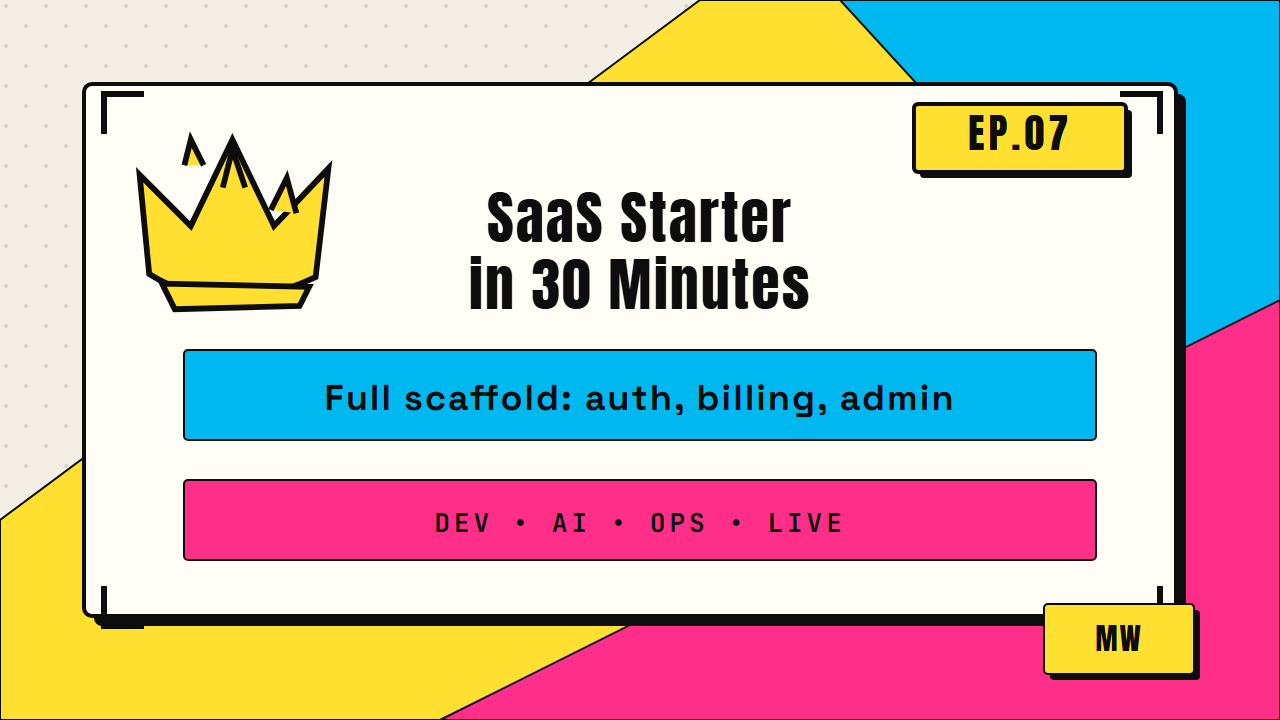 EP.07
SaaS Starter
in 30 Minutes
Full scaffold: auth, billing, admin
DEV • AI • OPS • LIVE
MW